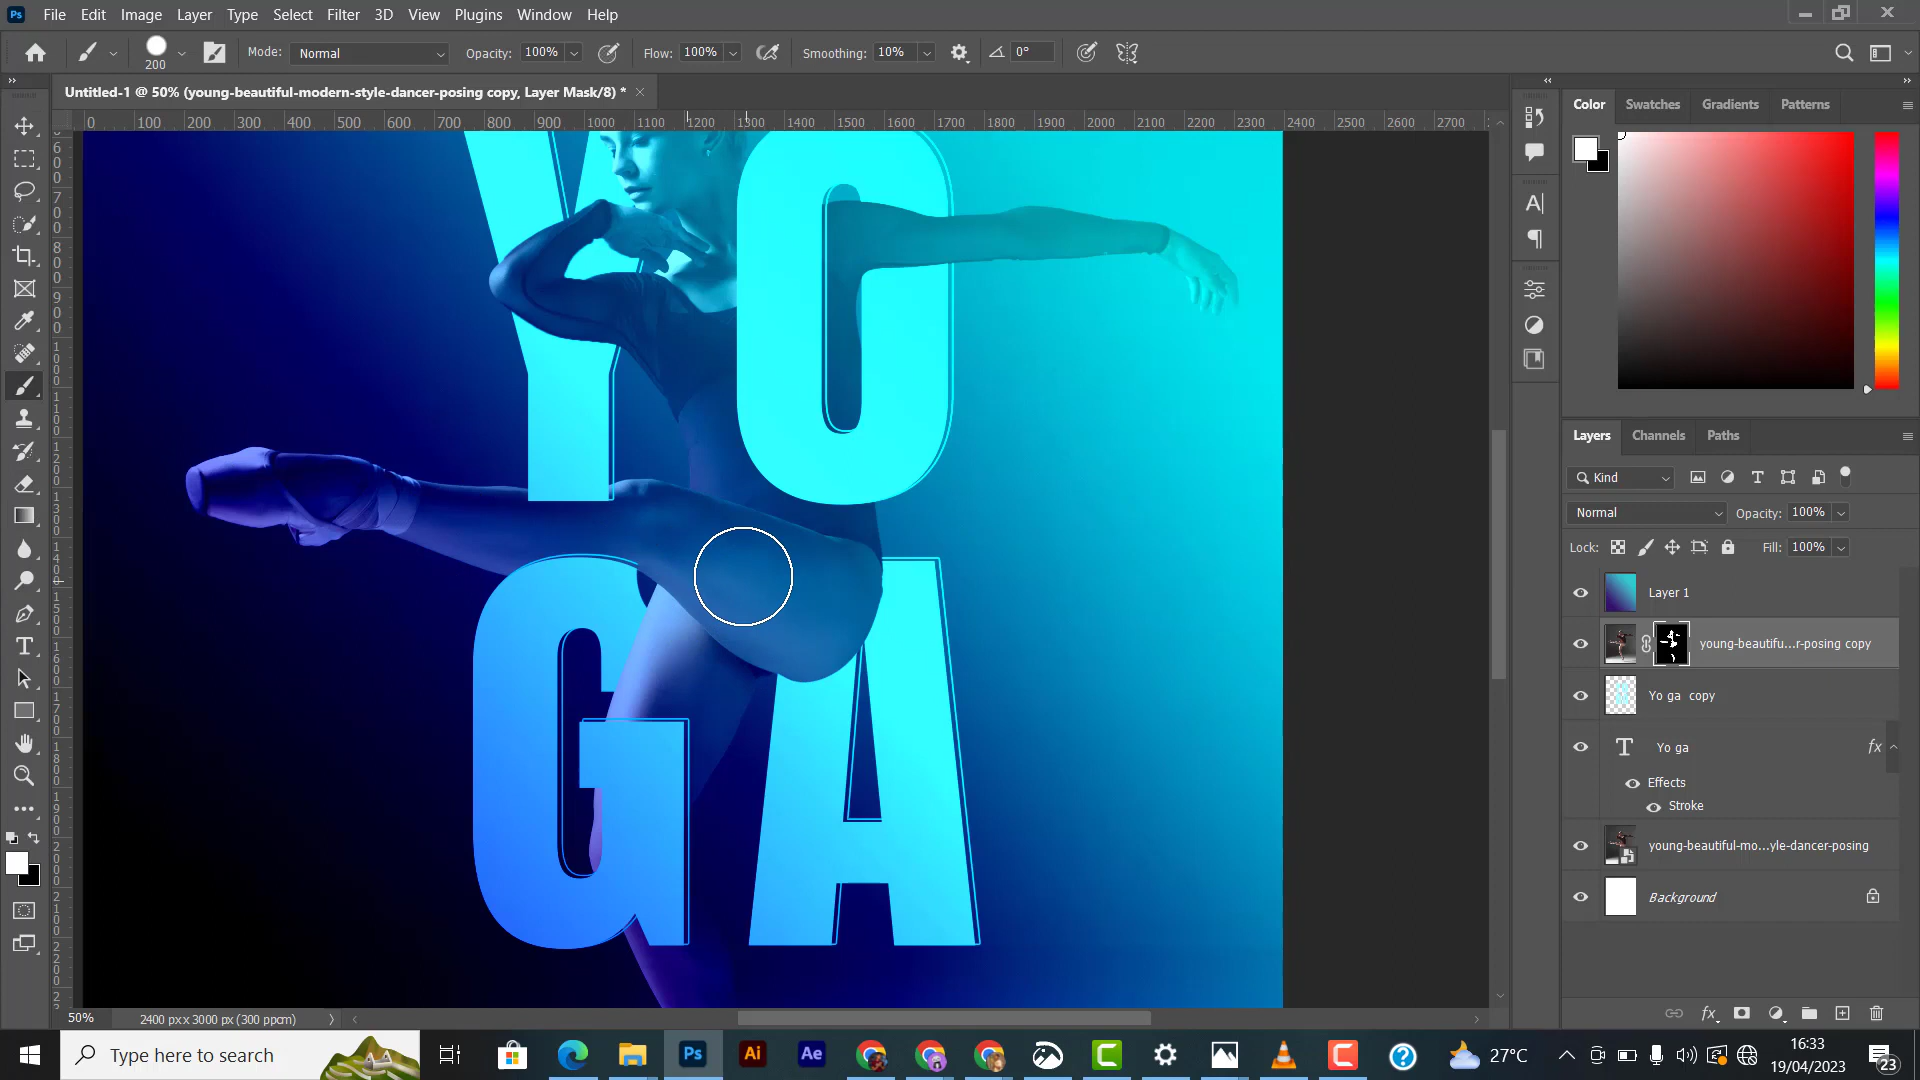 Ps File Edit Image Layer Type Select Filter 3D View Plugins Window Help
200 Mode: Normal Opacity: 100% Flow: 100% Smoothing: 10% 0°
Untitled-1 @ 50% (young-beautiful-modern-style-dancer-posing copy, Layer Mask/8) *
0 100 200 300 400 500 600 700 800 900 1000 1100 1200 1300 1400 1500 1600 1700 1800 1900 2000 2100 2200 2300 2400 2500 2600 2700
YO
GA
Color Swatches Gradients Patterns
Layers Channels Paths
Kind
Normal Opacity: 100%
Lock: Fill: 100%
Layer 1
young-beautifu...r-posing copy
Yo ga copy
T Yo ga fx
Effects
Stroke
young-beautiful-mo...yle-dancer-posing
Background
50% 2400 px x 3000 px (300 ppcm)
Type here to search
Ps Ai Ae
27°C
16:33
19/04/2023
23